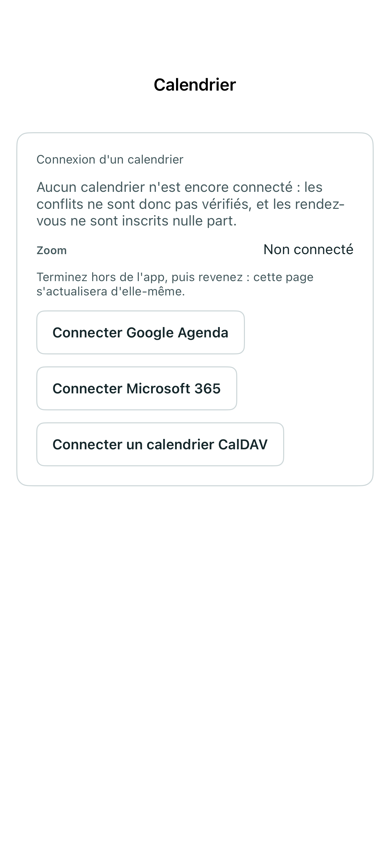 Calendrier
Connexion d'un calendrier
Aucun calendrier n'est encore connecté : les
conflits ne sont donc pas vérifiés, et les rendez-
vous ne sont inscrits nulle part.
Zoom Non connecté
Terminez hors de l'app, puis revenez : cette page
s'actualisera d'elle-même.
Connecter Google Agenda
Connecter Microsoft 365
Connecter un calendrier CalDAV